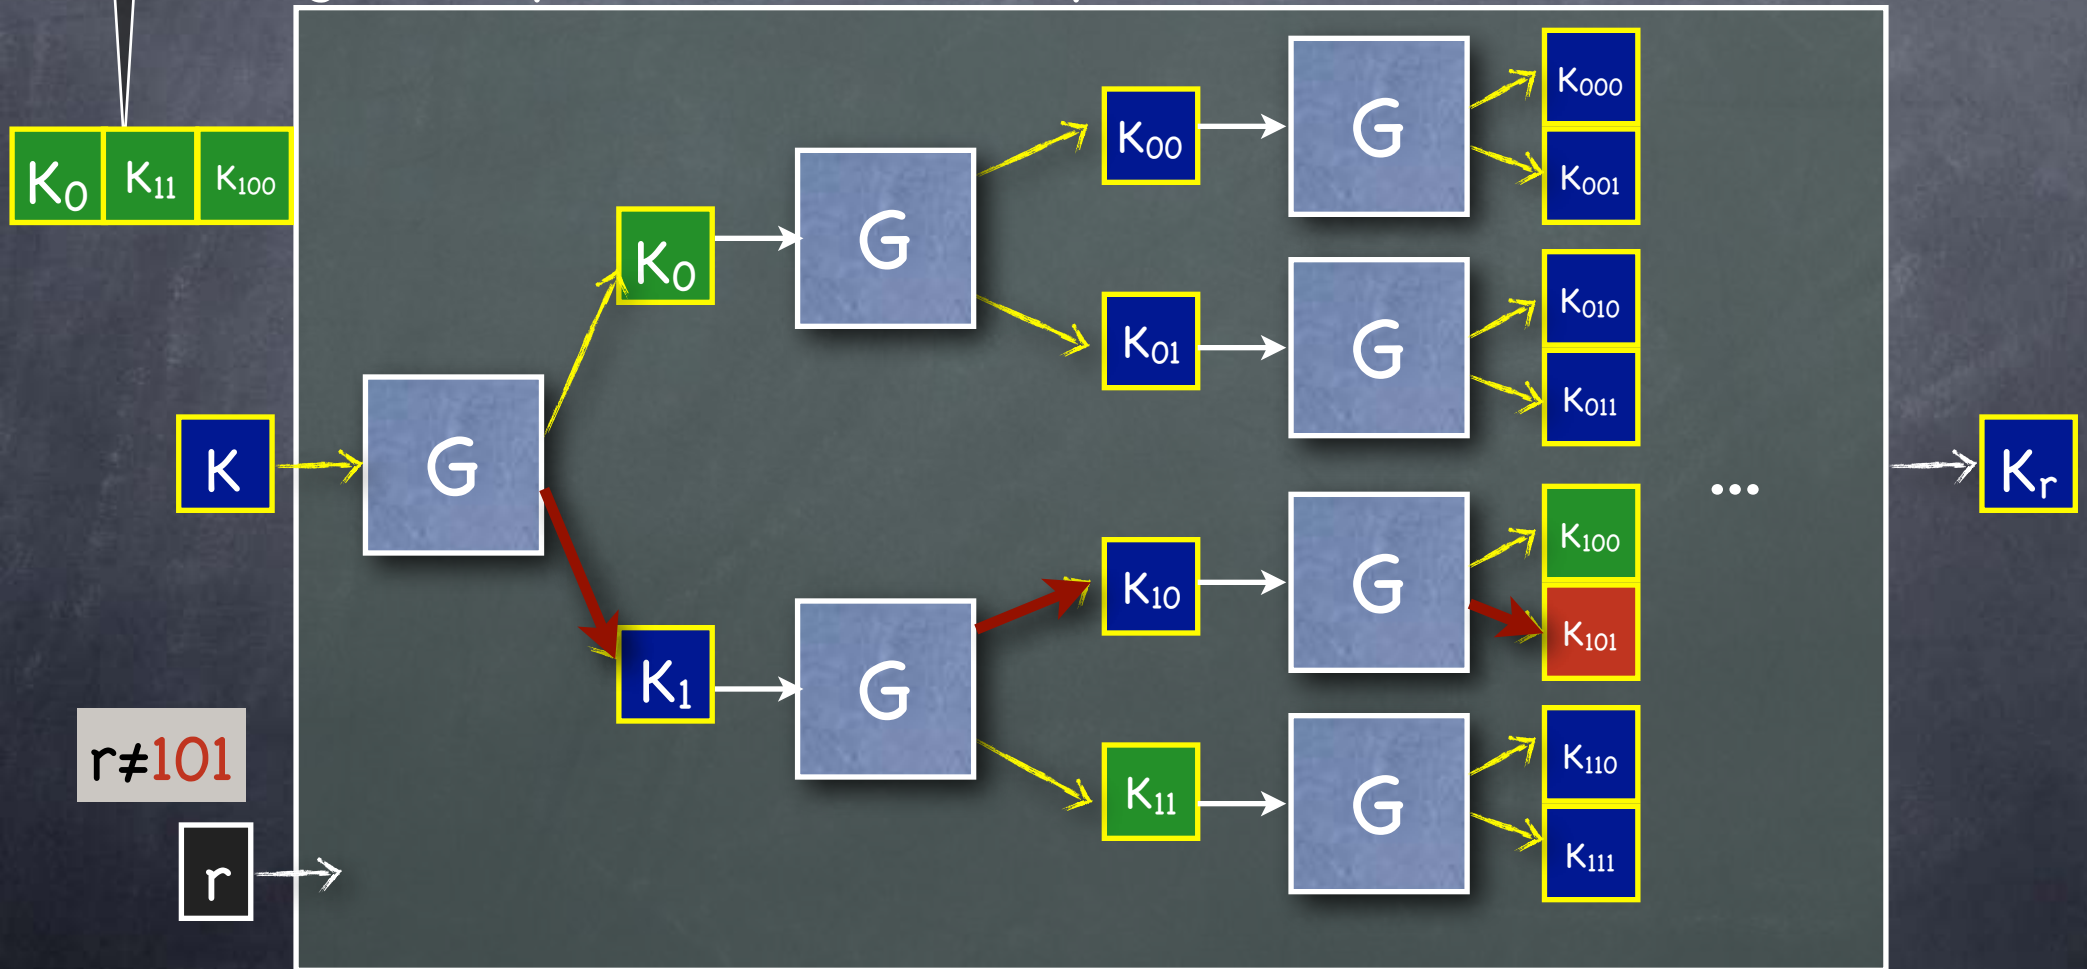 K₀ K₁₁ K₁₀₀
K
r≠101
r
G
K₀
K₁
G
G
K₀₀
K₀₁
K₁₀
K₁₁
G
G
G
G
K₀₀₀
K₀₀₁
K₀₁₀
K₀₁₁
K₁₀₀
K₁₀₁
K₁₁₀
K₁₁₁
...
Kᵣ